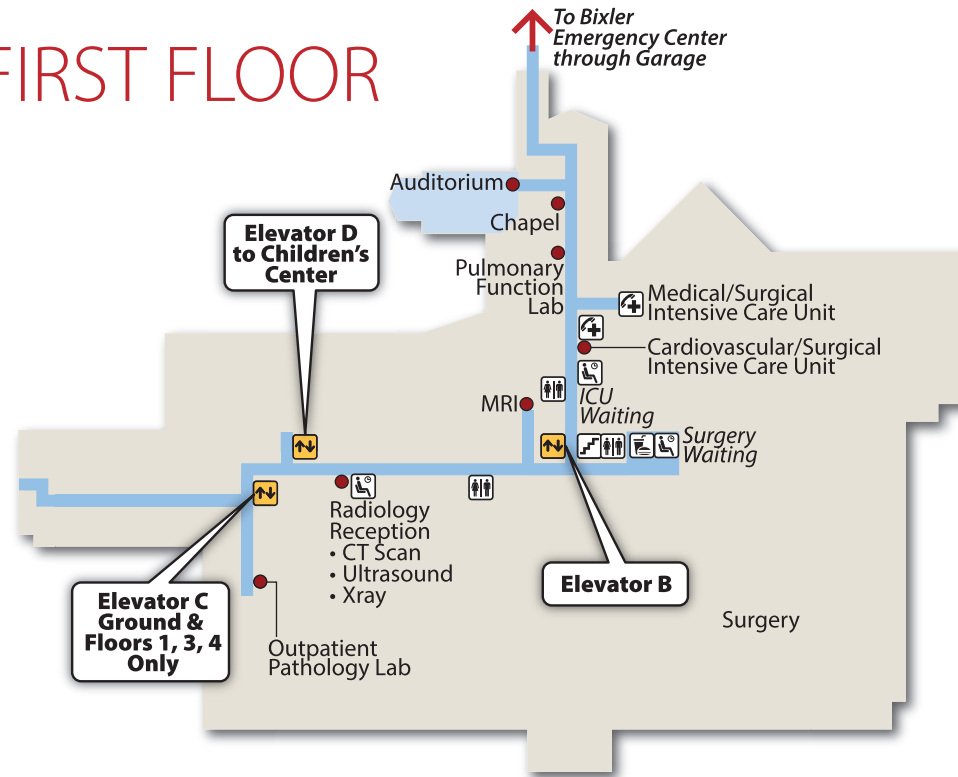 To Bixler
Emergency Center
through Garage
FIRST FLOOR
Auditorium
Chapel
Elevator D
to Children’s
Center
Pulmonary
Function
Lab
Medical/Surgical
Intensive Care Unit
Cardiovascular/Surgical
Intensive Care Unit
MRI
ICU
Waiting
Surgery
Waiting
Radiology
Reception
• CT Scan
• Ultrasound
• Xray
Elevator B
Elevator C
Ground &
Floors 1, 3, 4
Only
Surgery
Outpatient
Pathology Lab